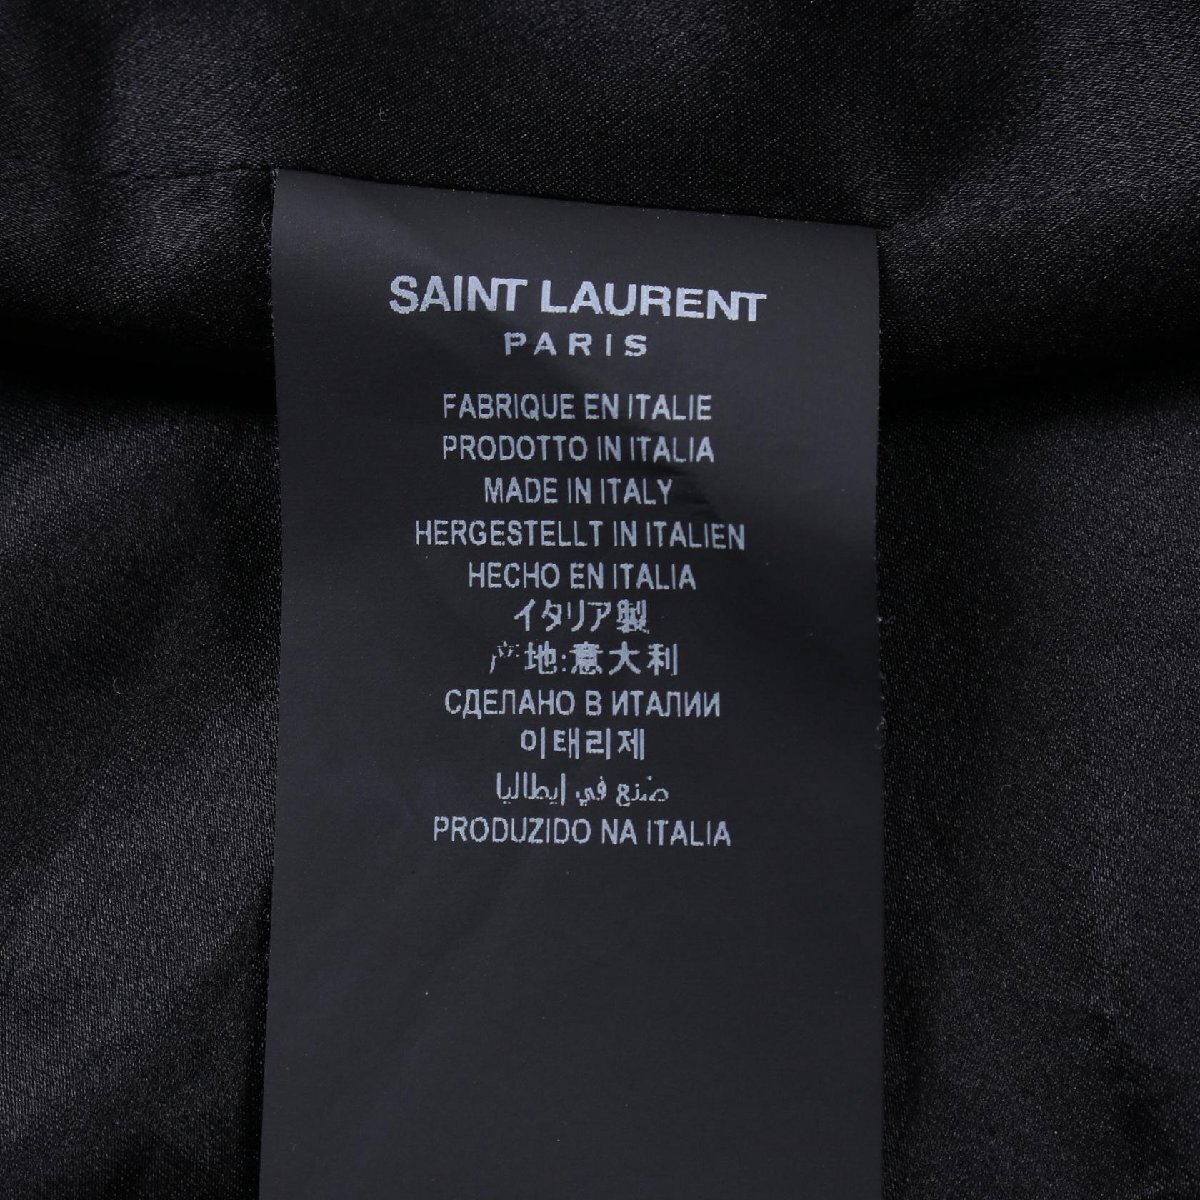 SAINT LAURENT
PARIS
FABRIQUE EN ITALIE
PRODOTTO IN ITALIA
MADE IN ITALY
HERGESTELLT IN ITALIEN
HECHO EN ITALIA
イタリア製
产地:意大利
СДЕЛАНО В ИТАЛИИ
이태리제
صنع في إيطاليا
PRODUZIDO NA ITALIA